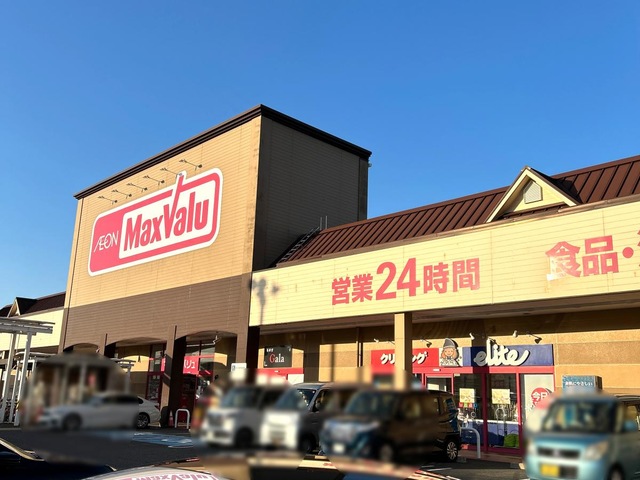 ÆON MaxValu
営業24時間
食品・
Gala
クリーニング
elite